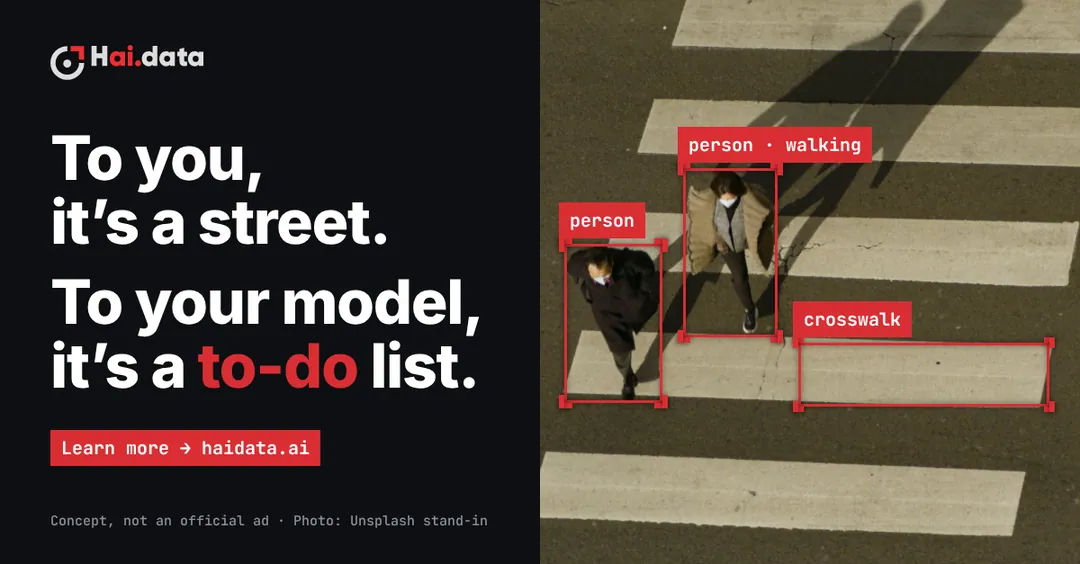 Hai.data
To you,
it’s a street.
To your model,
it’s a to-do list.
Learn more → haidata.ai
Concept, not an official ad · Photo: Unsplash stand-in
person · walking
person
crosswalk